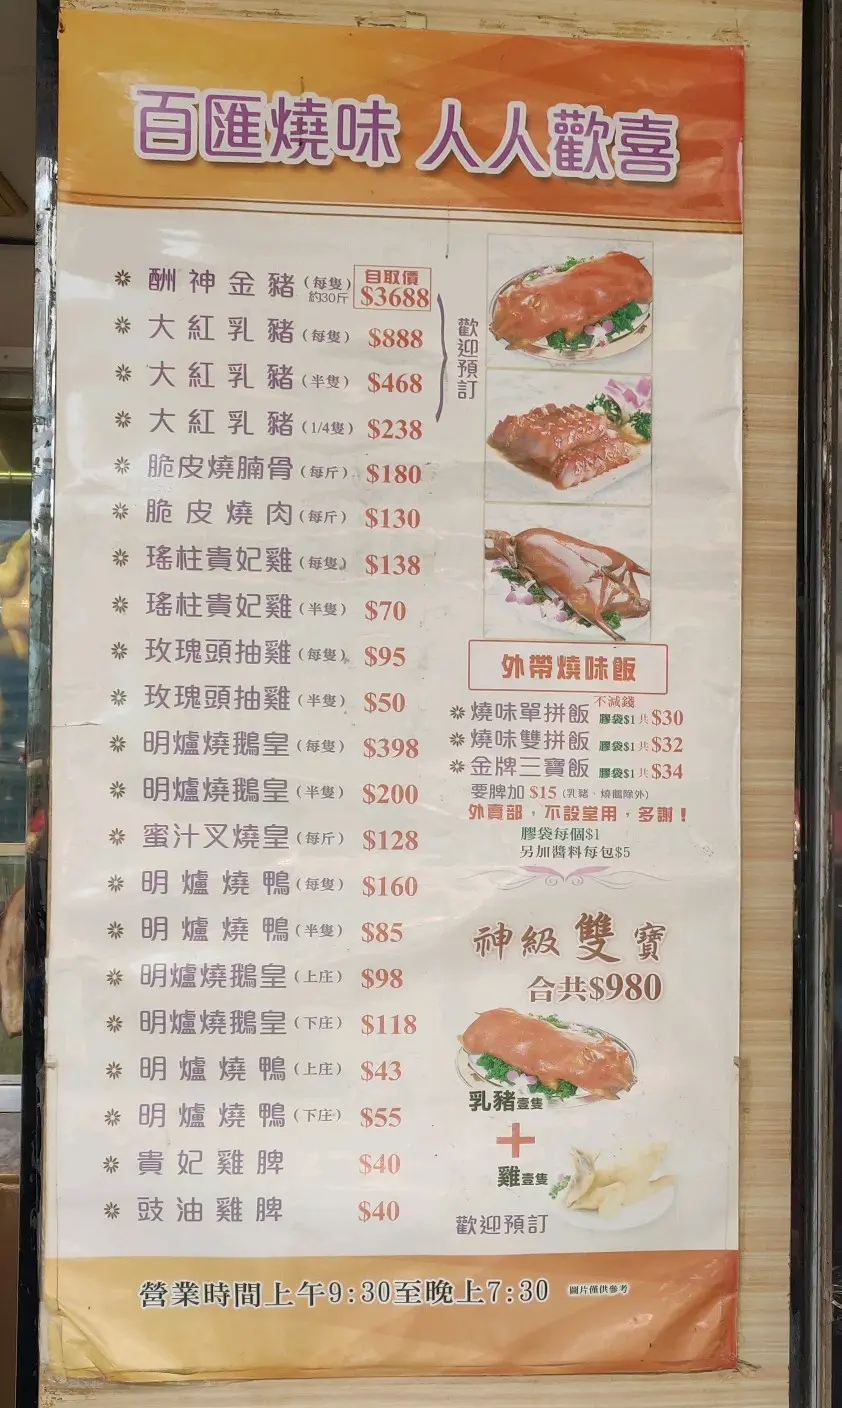 百匯燒味 人人歡喜
酬神金豬(每隻)約30斤 自取價 $3688
大紅乳豬(每隻) $888
大紅乳豬(半隻) $468
大紅乳豬(1/4隻) $238
歡迎預訂
脆皮燒腩骨(每斤) $180
脆皮燒肉(每斤) $130
瑤柱貴妃雞(每隻) $138
瑤柱貴妃雞(半隻) $70
玫瑰頭抽雞(每隻) $95
玫瑰頭抽雞(半隻) $50
明爐燒鵝皇(每隻) $398
明爐燒鵝皇(半隻) $200
蜜汁叉燒皇(每斤) $128
明爐燒鴨(每隻) $160
明爐燒鴨(半隻) $85
明爐燒鵝皇(上庄) $98
明爐燒鵝皇(下庄) $118
明爐燒鴨(上庄) $43
明爐燒鴨(下庄) $55
貴妃雞脾 $40
豉油雞脾 $40
外帶燒味飯
不減錢
燒味單拼飯 膠袋$1共$30
燒味雙拼飯 膠袋$1共$32
金牌三寶飯 膠袋$1共$34
要脾加 $15 (乳豬、燒鵝除外)
外賣部，不設堂用，多謝！
膠袋每個$1
另加醬料每包$5
神級雙寶
合共$980
乳豬壹隻
+
雞壹隻
歡迎預訂
營業時間上午9:30至晚上7:30 圖片僅供參考